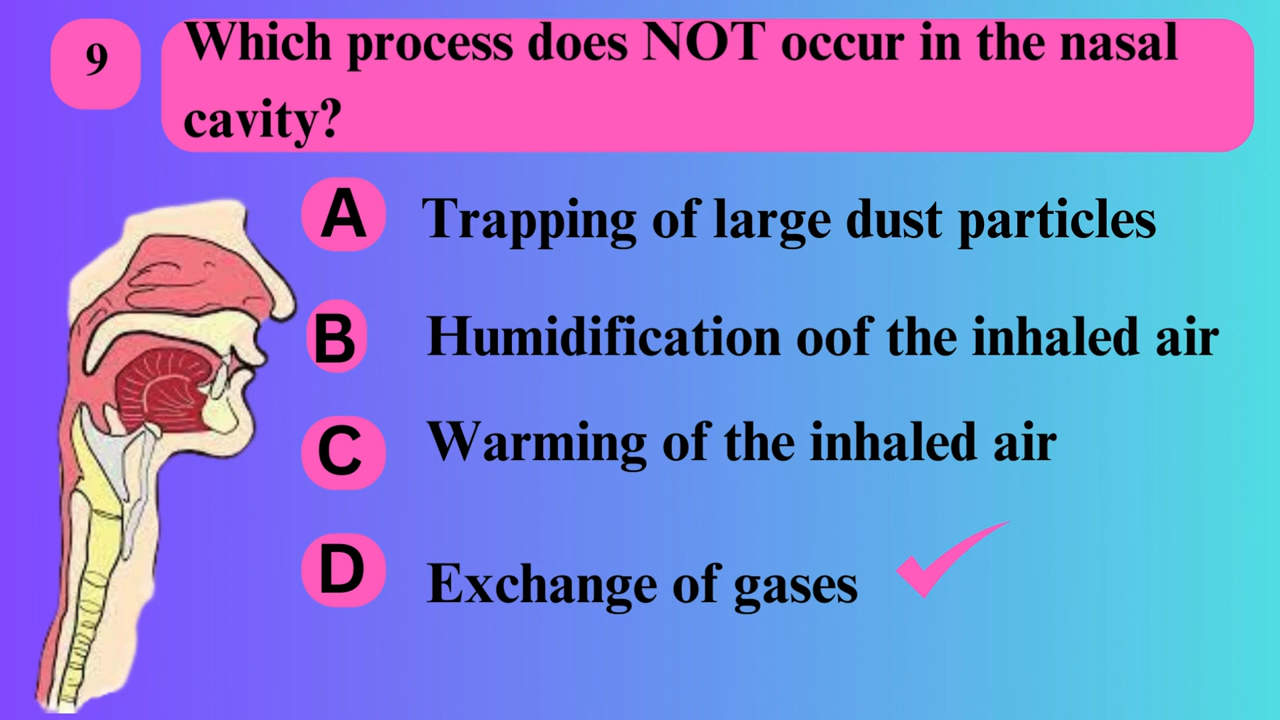 9
Which process does NOT occur in the nasal
cavity?
A Trapping of large dust particles
B Humidification oof the inhaled air
C Warming of the inhaled air
D Exchange of gases